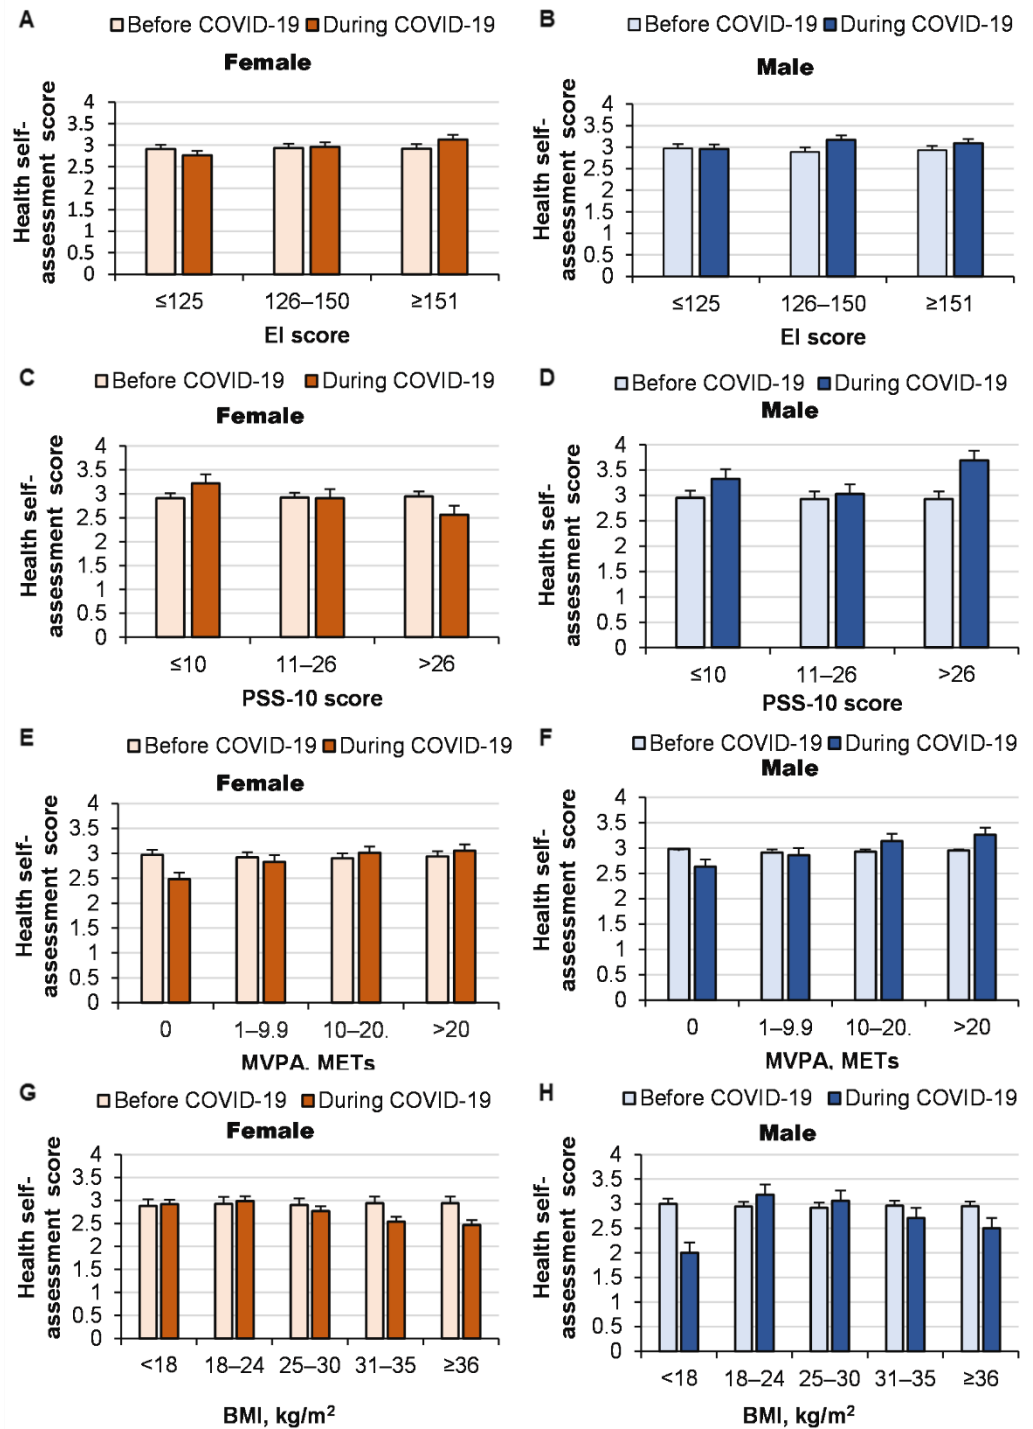 A
Before COVID-19 During COVID-19
Female
Health self-
assessment score
4
3.5
3
2.5
2
1.5
1
0.5
0
≤125 126–150 ≥151
EI score
B
Before COVID-19 During COVID-19
Male
Health self-
assessment score
4
3.5
3
2.5
2
1.5
1
0.5
0
≤125 126–150 ≥151
EI score
C
Before COVID-19 During COVID-19
Female
Health self-
assessment score
4
3.5
3
2.5
2
1.5
1
0.5
0
≤10 11–26 >26
PSS-10 score
D
Before COVID-19 During COVID-19
Male
Health self-
assessment score
4
3.5
3
2.5
2
1.5
1
0.5
0
≤10 11–26 >26
PSS-10 score
E
Before COVID-19 During COVID-19
Female
Health self-
assessment score
4
3.5
3
2.5
2
1.5
1
0.5
0
0 1–9.9 10–20. >20
MVPA, METs
F
Before COVID-19 During COVID-19
Male
Health self-
assessment score
4
3.5
3
2.5
2
1.5
1
0.5
0
0 1–9.9 10–20. >20
MVPA, METs
G
Before COVID-19 During COVID-19
Female
Health self-
assessment score
4
3.5
3
2.5
2
1.5
1
0.5
0
<18 18–24 25–30 31–35 ≥36
BMI, kg/m²
H
Before COVID-19 During COVID-19
Male
Health self-
assessment score
4
3.5
3
2.5
2
1.5
1
0.5
0
<18 18–24 25–30 31–35 ≥36
BMI, kg/m²